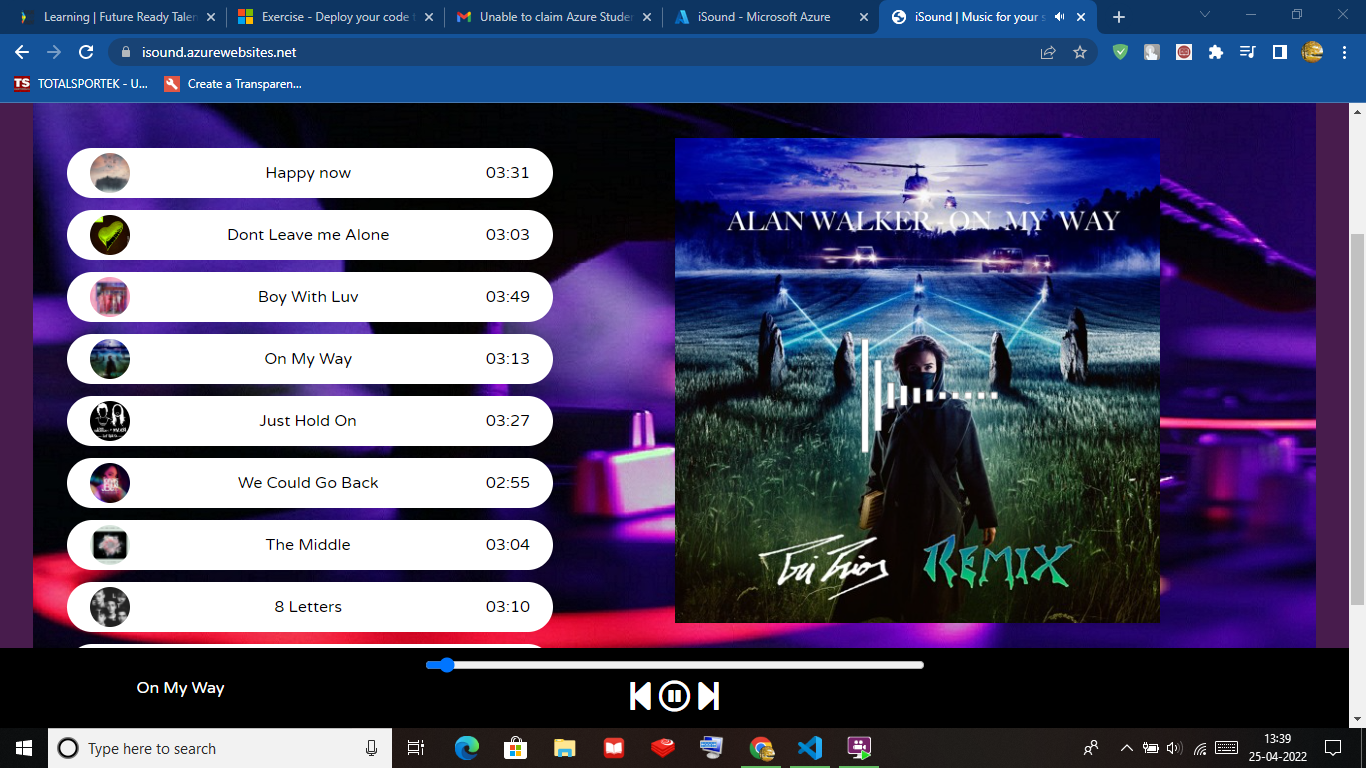 Learning | Future Ready Talen
Exercise - Deploy your code t
Unable to claim Azure Studen
iSound - Microsoft Azure
iSound | Music for your s
isound.azurewebsites.net
TS TOTALSPORTEK - U...
Create a Transparen...
Happy now 03:31
Dont Leave me Alone 03:03
Boy With Luv 03:49
On My Way 03:13
Just Hold On 03:27
We Could Go Back 02:55
The Middle 03:04
8 Letters 03:10
ALAN WALKER - ON MY WAY
REMIX
On My Way
Type here to search
13:39
25-04-2022